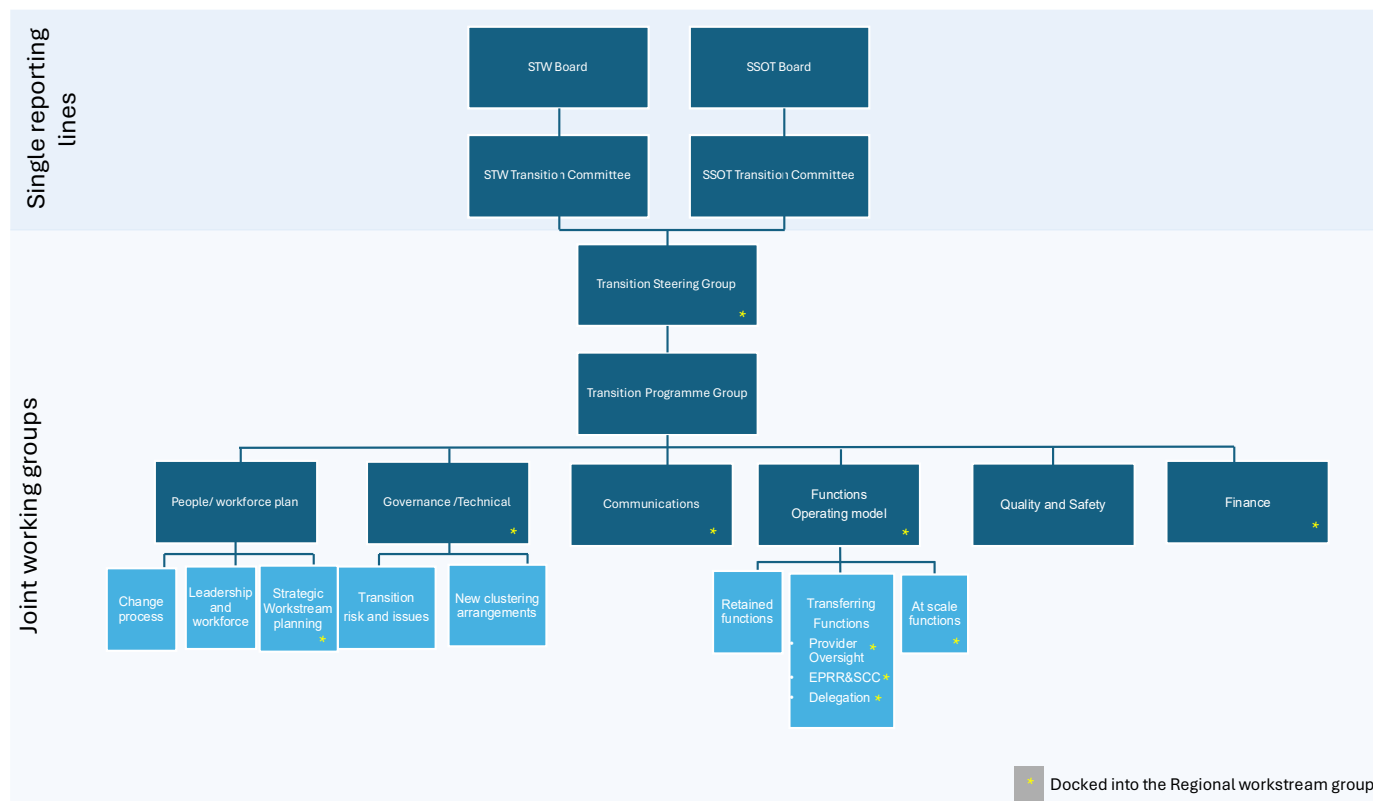 Single reporting
lines
STW Board
SSOT Board
STW Transition Committee
SSOT Transition Committee
Joint working groups
Transition Steering Group
*
Transition Programme Group
People/ workforce plan
Governance /Technical
*
Communications
*
Functions
Operating model
*
Quality and Safety
Finance
*
Change
process
Leadership
and
workforce
Strategic
Workstream
planning
*
Transition
risk and issues
New clustering
arrangements
Retained
functions
Transferring
Functions
• Provider
Oversight *
• EPRR&SCC *
• Delegation *
At scale
functions
*
* Docked into the Regional workstream group